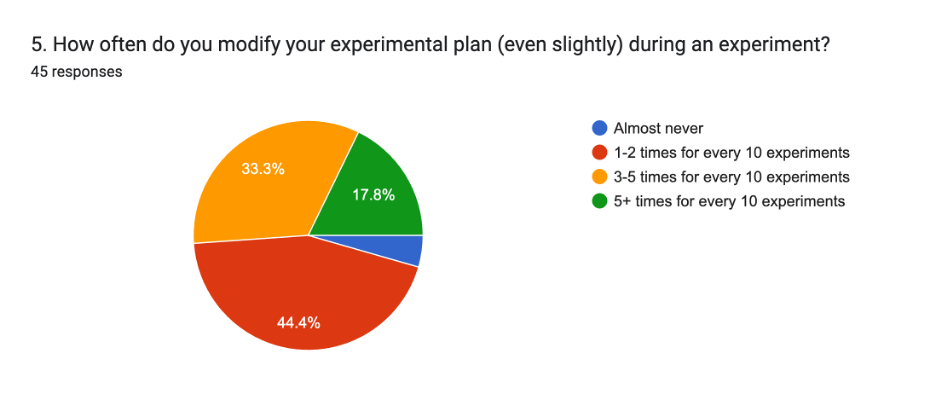 5. How often do you modify your experimental plan (even slightly) during an experiment?
45 responses
33.3%
17.8%
44.4%
Almost never
1-2 times for every 10 experiments
3-5 times for every 10 experiments
5+ times for every 10 experiments